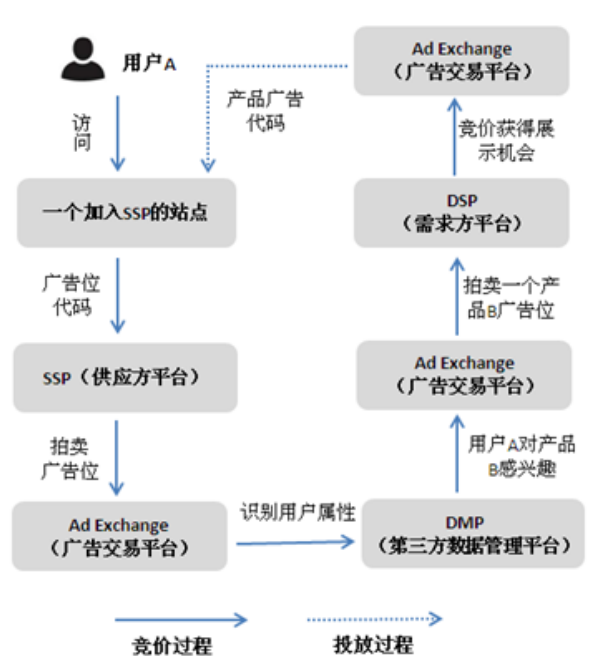 用户A
访
问
一个加入SSP的站点
广告位
代码
SSP（供应方平台）
拍卖
广告位
Ad Exchange
（广告交易平台）
识别用户属性
DMP
（第三方数据管理平台）
用户A对产品
B感兴趣
Ad Exchange
（广告交易平台）
拍卖一个产
品B广告位
DSP
（需求方平台）
竞价获得展
示机会
Ad Exchange
（广告交易平台）
产品广告
代码
竞价过程
投放过程